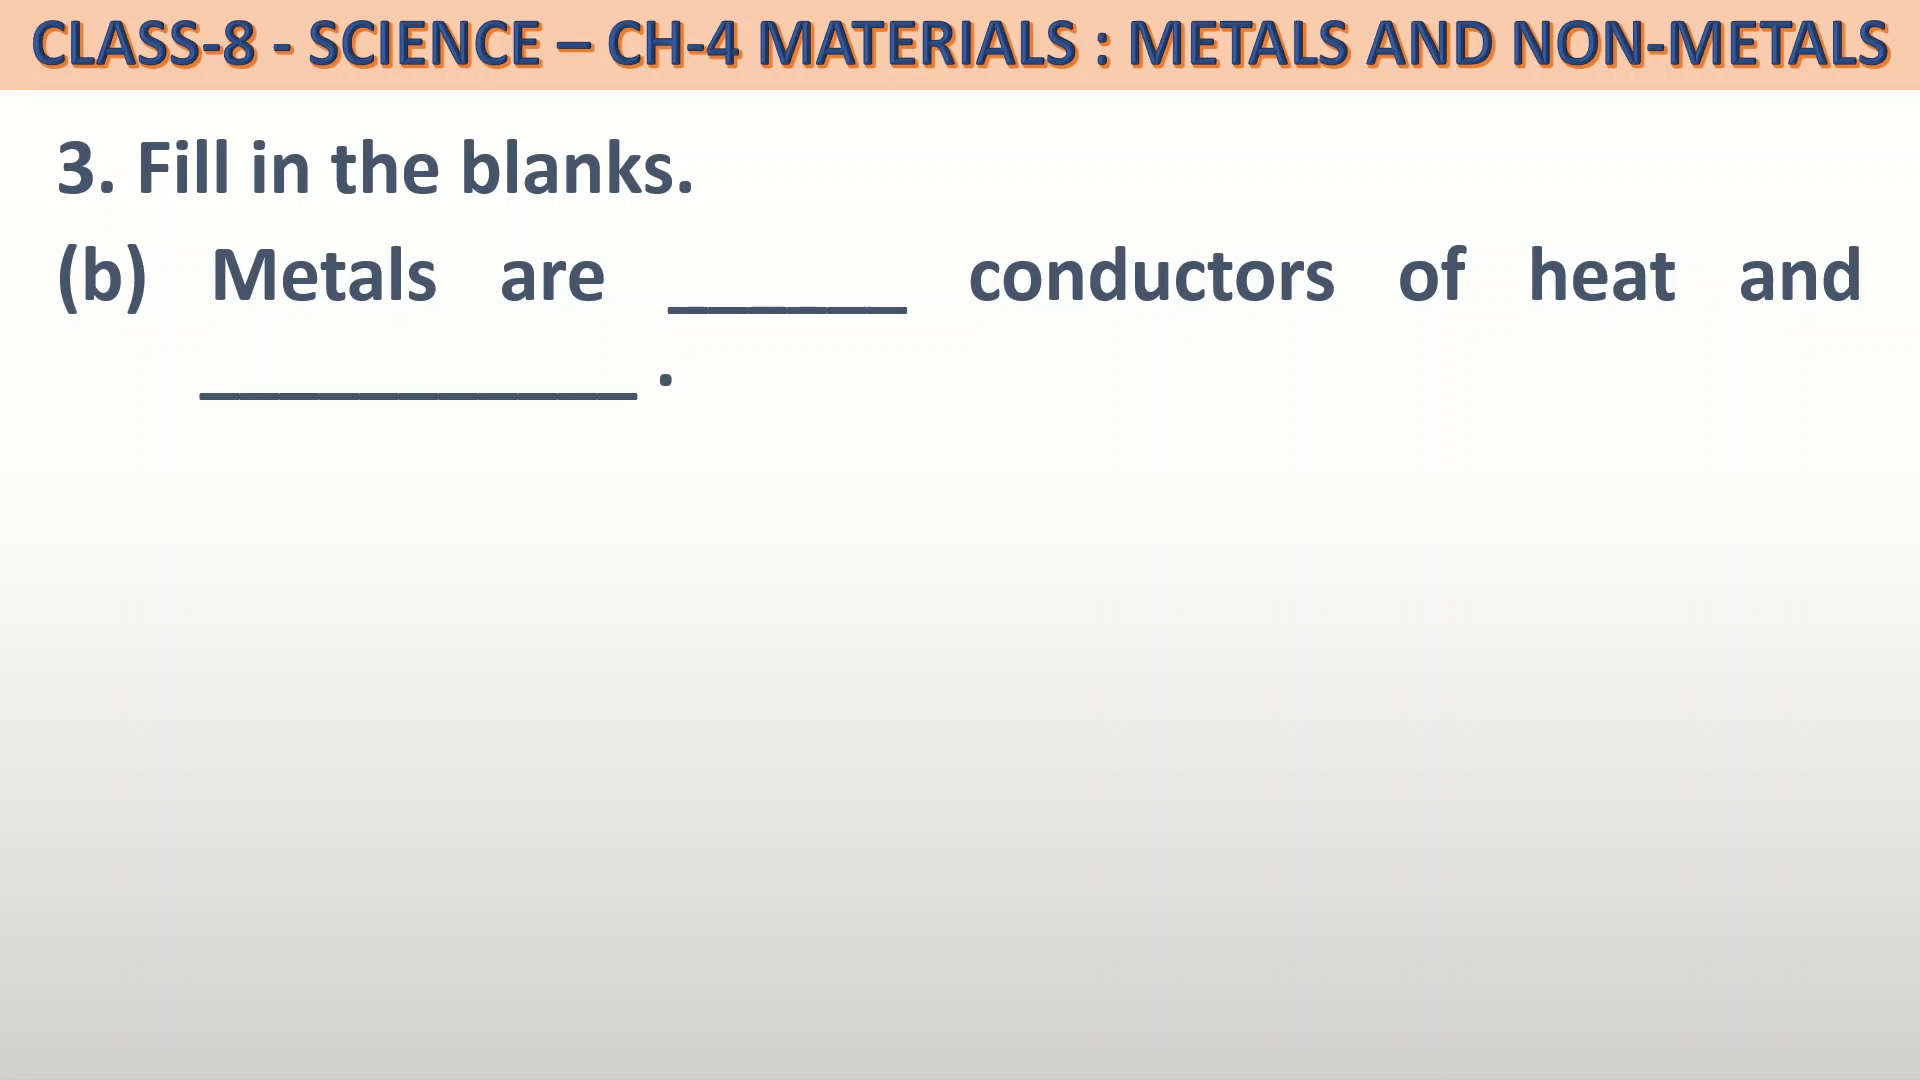 CLASS-8 - SCIENCE – CH-4 MATERIALS : METALS AND NON-METALS
3. Fill in the blanks.
(b) Metals are ______ conductors of heat and
___________ .